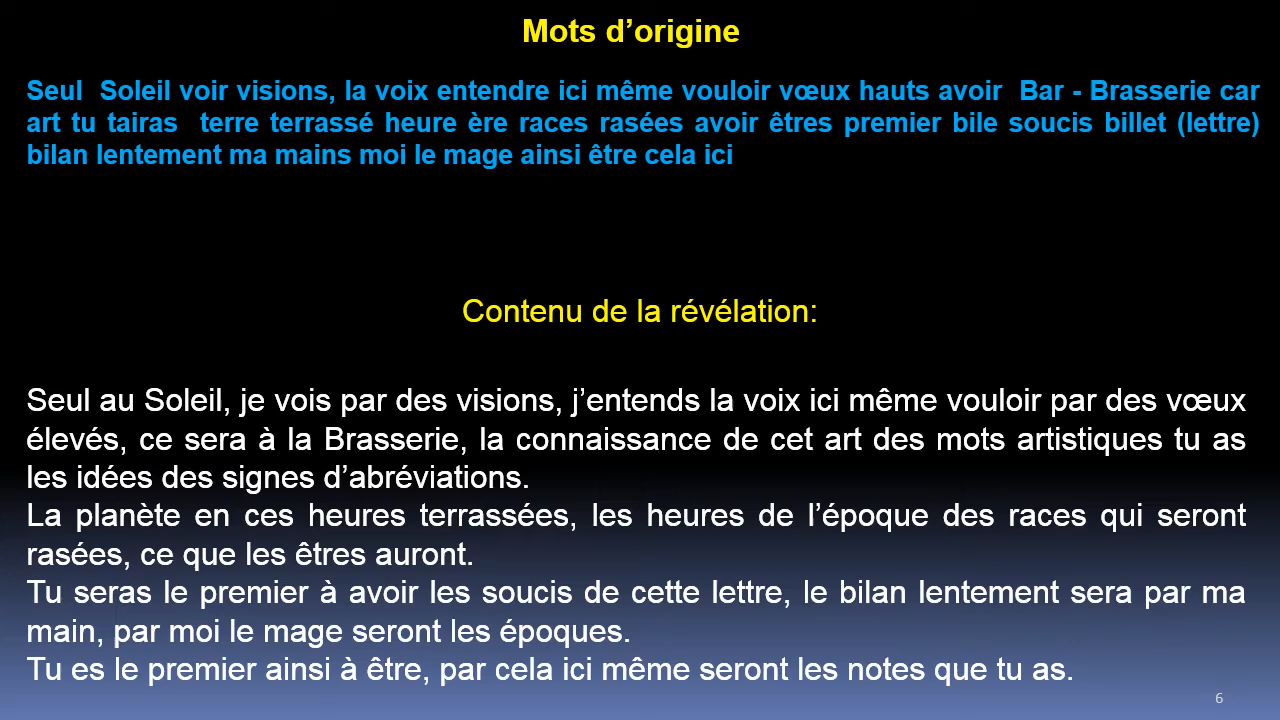 Mots d’origine
Seul Soleil voir visions, la voix entendre ici même vouloir vœux hauts avoir Bar - Brasserie car
art tu tairas terre terrassé heure ère races rasées avoir êtres premier bile soucis billet (lettre)
bilan lentement ma mains moi le mage ainsi être cela ici
Contenu de la révélation:
Seul au Soleil, je vois par des visions, j’entends la voix ici même vouloir par des vœux
élevés, ce sera à la Brasserie, la connaissance de cet art des mots artistiques tu as
les idées des signes d’abréviations.
La planète en ces heures terrassées, les heures de l’époque des races qui seront
rasées, ce que les êtres auront.
Tu seras le premier à avoir les soucis de cette lettre, le bilan lentement sera par ma
main, par moi le mage seront les époques.
Tu es le premier ainsi à être, par cela ici même seront les notes que tu as.
6